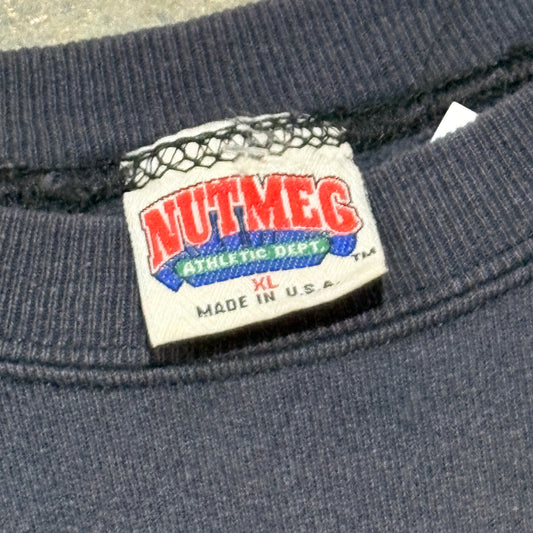 NUTMEG
ATHLETIC DEPT.
TM
XL
MADE IN U.S.A.